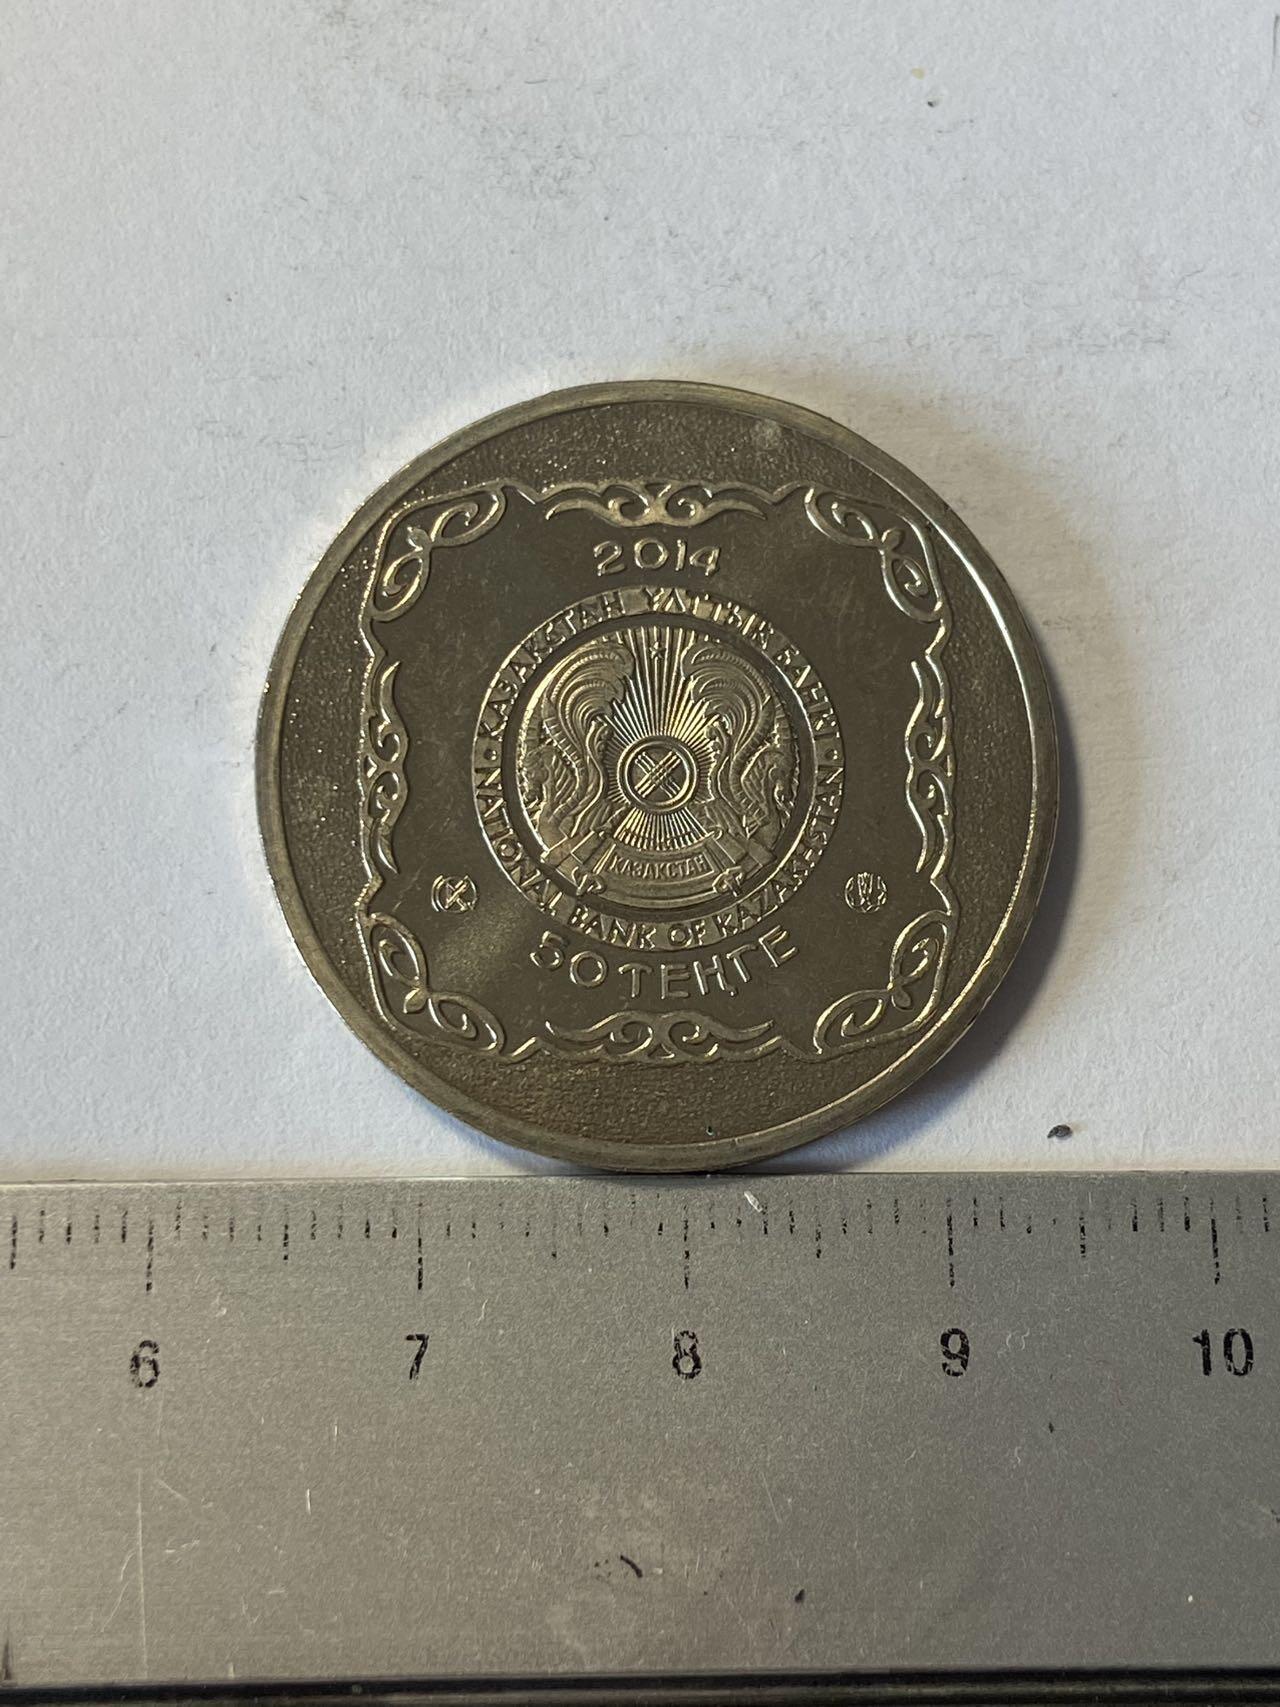 2014
ҚАЗАҚСТАН ҰЛТТЫҚ БАНКІ
ҚАЗАҚСТАН
NATIONAL BANK OF KAZAKHSTAN
50 ТЕҢГЕ
6 7 8 9 10